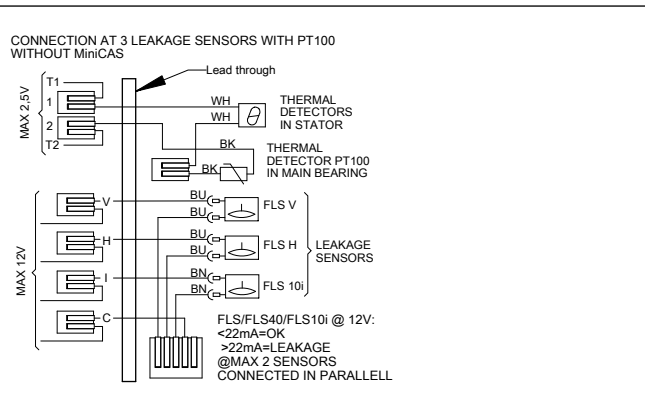 CONNECTION AT 3 LEAKAGE SENSORS WITH PT100
WITHOUT MiniCAS
Lead through
MAX 2,5V
T1
1
2
T2
WH
WH
THERMAL
DETECTORS
IN STATOR
BK
BK
THERMAL
DETECTOR PT100
IN MAIN BEARING
MAX 12V
V
H
I
C
BU
BU
FLS V
BU
BU
FLS H
BN
BN
FLS 10i
LEAKAGE
SENSORS
FLS/FLS40/FLS10i @ 12V:
<22mA=OK
>22mA=LEAKAGE
@MAX 2 SENSORS
CONNECTED IN PARALLELL